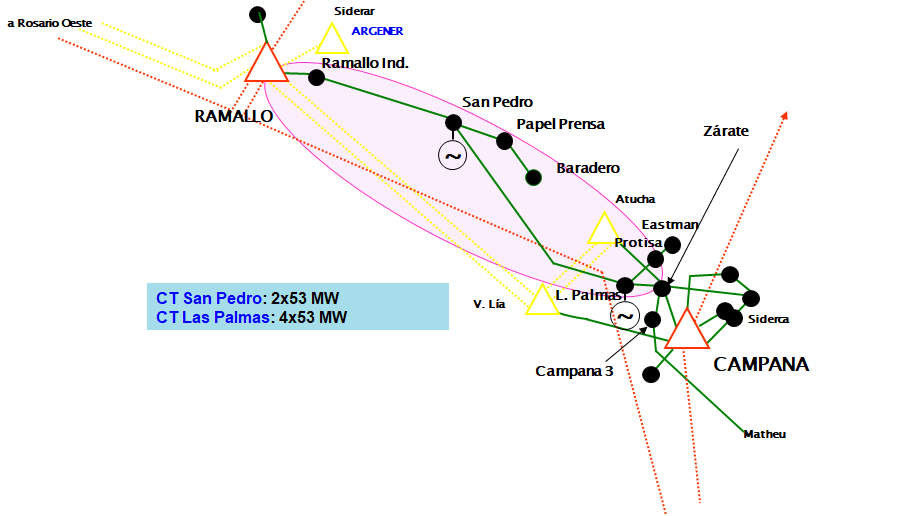 Siderar
a Rosario Oeste
ARGENER
Ramallo Ind.
San Pedro
RAMALLO
Papel Prensa
Zárate
~
Baradero
Atucha
Eastman
Protisa
CT San Pedro: 2x53 MW
CT Las Palmas: 4x53 MW
L. Palmas
V. Lía
~
Siderca
CAMPANA
Campana 3
Matheu